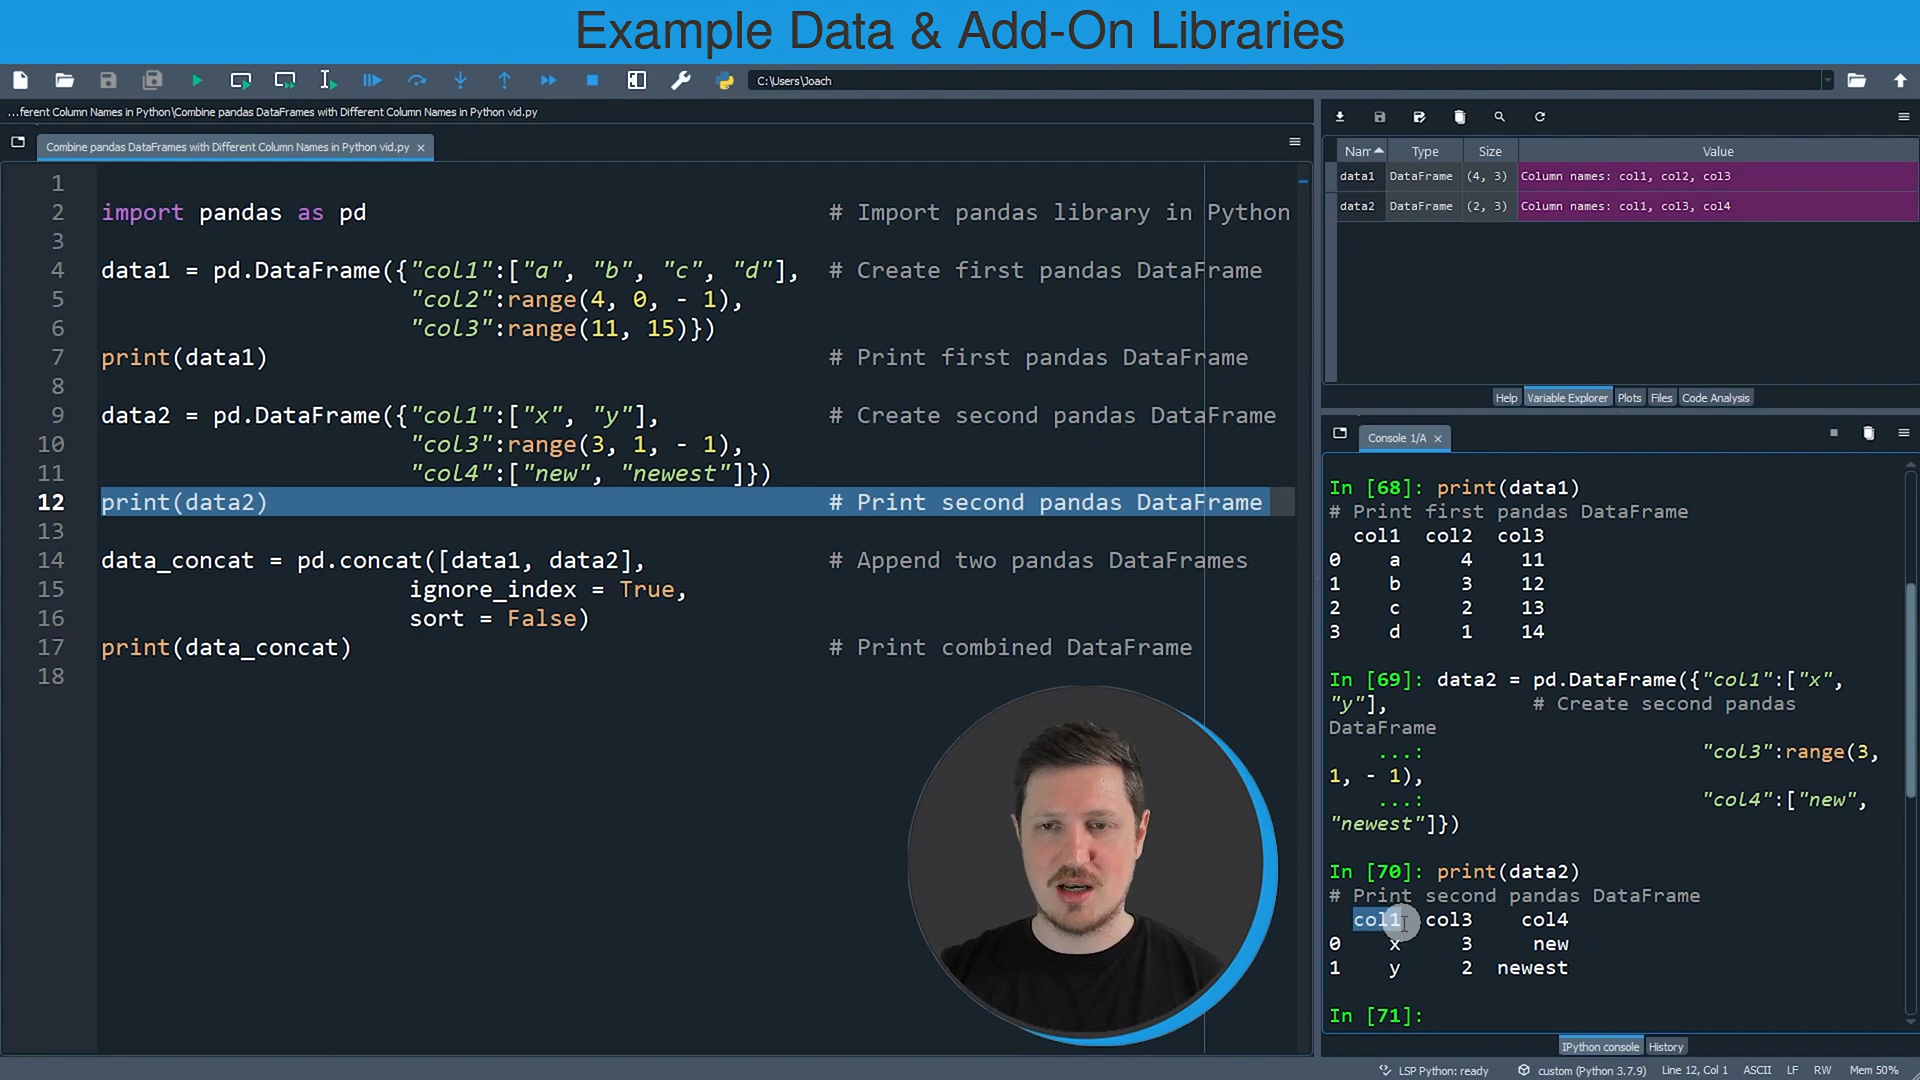 Example Data & Add-On Libraries
C:\Users\Joach
...ferent Column Names in Python\Combine pandas DataFrames with Different Column Names in Python vid.py
Combine pandas DataFrames with Different Column Names in Python vid.py
1
2 import pandas as pd # Import pandas library in Python
3
4 data1 = pd.DataFrame({"col1":["a", "b", "c", "d"], # Create first pandas DataFrame
5 "col2":range(4, 0, - 1),
6 "col3":range(11, 15)})
7 print(data1) # Print first pandas DataFrame
8
9 data2 = pd.DataFrame({"col1":["x", "y"], # Create second pandas DataFrame
10 "col3":range(3, 1, - 1),
11 "col4":["new", "newest"]})
12 print(data2) # Print second pandas DataFrame
13
14 data_concat = pd.concat([data1, data2], # Append two pandas DataFrames
15 ignore_index = True,
16 sort = False)
17 print(data_concat) # Print combined DataFrame
18
Nam Type Size Value
data1 DataFrame (4, 3) Column names: col1, col2, col3
data2 DataFrame (2, 3) Column names: col1, col3, col4
Help Variable Explorer Plots Files Code Analysis
Console 1/A
In [68]: print(data1)
# Print first pandas DataFrame
col1 col2 col3
0 a 4 11
1 b 3 12
2 c 2 13
3 d 1 14
In [69]: data2 = pd.DataFrame({"col1":["x",
"y"], # Create second pandas
DataFrame
...: "col3":range(3,
1, - 1),
...: "col4":["new",
"newest"]})
In [70]: print(data2)
# Print second pandas DataFrame
col1 col3 col4
0 x 3 new
1 y 2 newest
In [71]:
IPython console History
LSP Python: ready custom (Python 3.7.9) Line 12, Col 1 ASCII LF RW Mem 50%